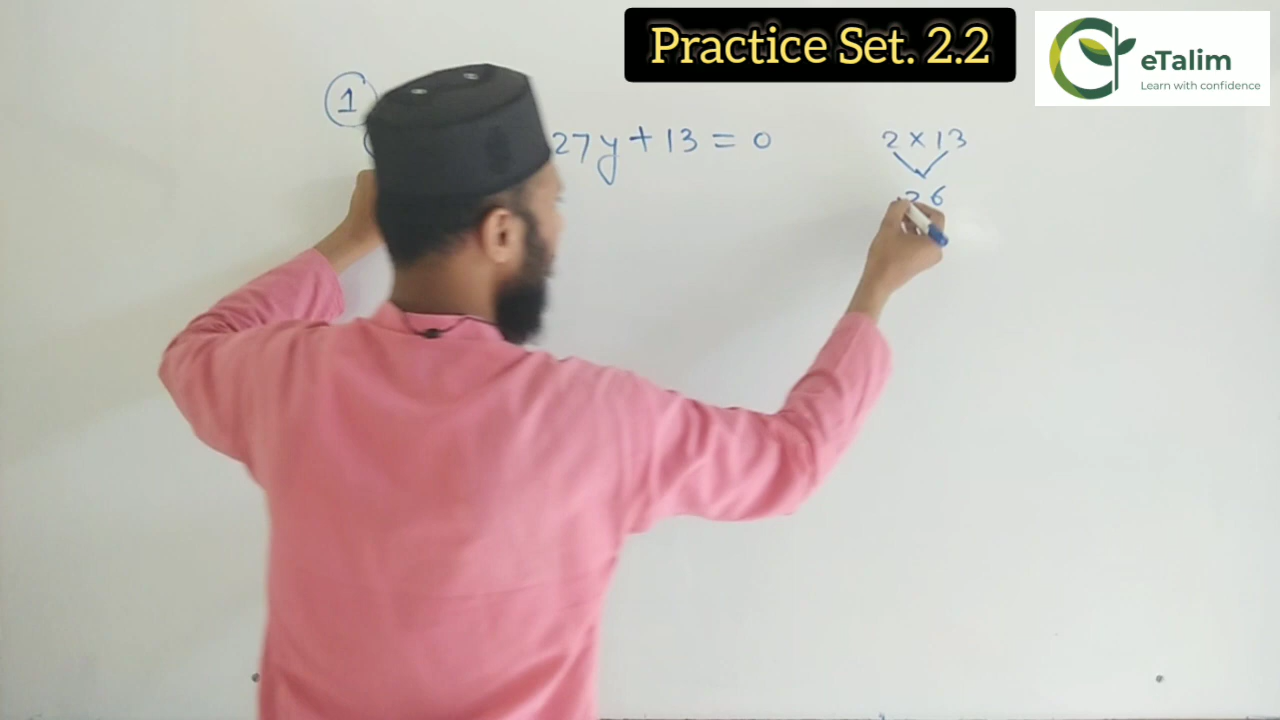 Practice Set. 2.2
eTalim
Learn with confidence
1
27y + 13 = 0
2 × 13
26